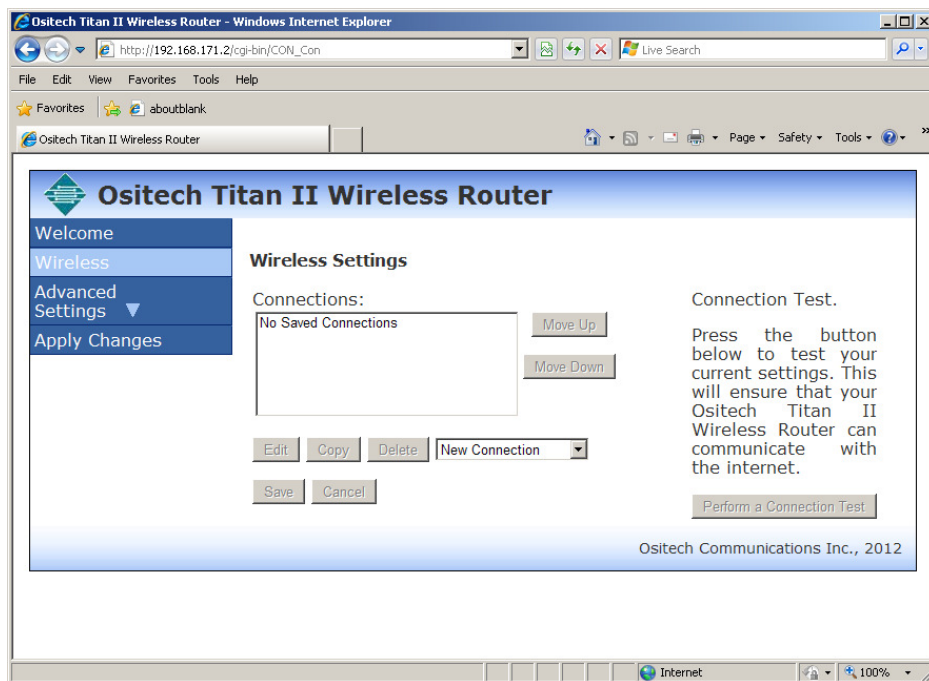 Ositech Titan II Wireless Router - Windows Internet Explorer
http://192.168.171.2/cgi-bin/CON_Con
Live Search
File Edit View Favorites Tools Help
Favorites aboutblank
Ositech Titan II Wireless Router
Page Safety Tools
Ositech Titan II Wireless Router
Welcome
Wireless
Advanced
Settings
Apply Changes
Wireless Settings
Connections:
No Saved Connections
Move Up
Move Down
Edit Copy Delete New Connection
Save Cancel
Connection Test.
Press the button
below to test your
current settings. This
will ensure that your
Ositech Titan II
Wireless Router can
communicate with
the internet.
Perform a Connection Test
Ositech Communications Inc., 2012
Internet 100%